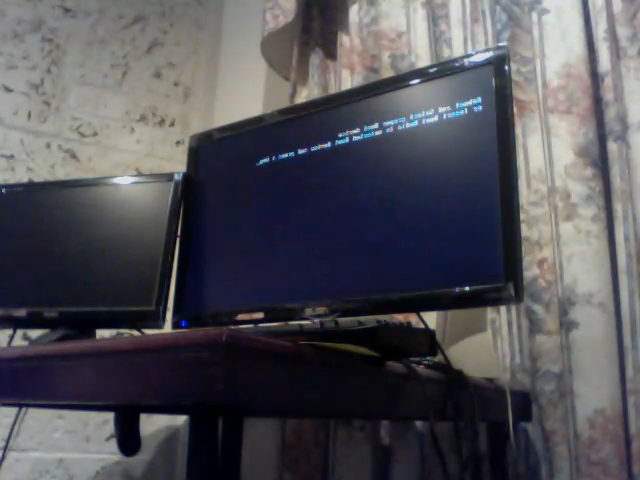 Reboot and Select proper Boot device
or Insert Boot Media in selected Boot device and press a key_